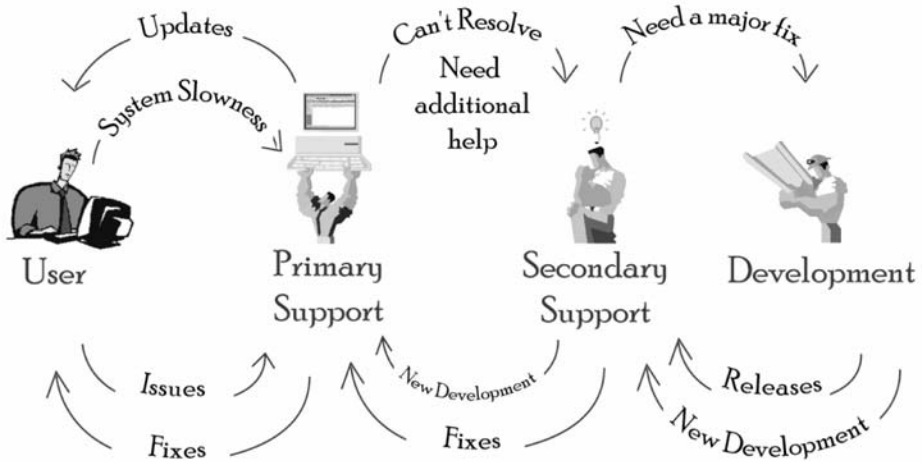 Updates
Can't Resolve
Need a major fix
System Slowness
Need
additional
help
User
Primary
Support
Secondary
Support
Development
Issues
New Development
Releases
Fixes
Fixes
New Development